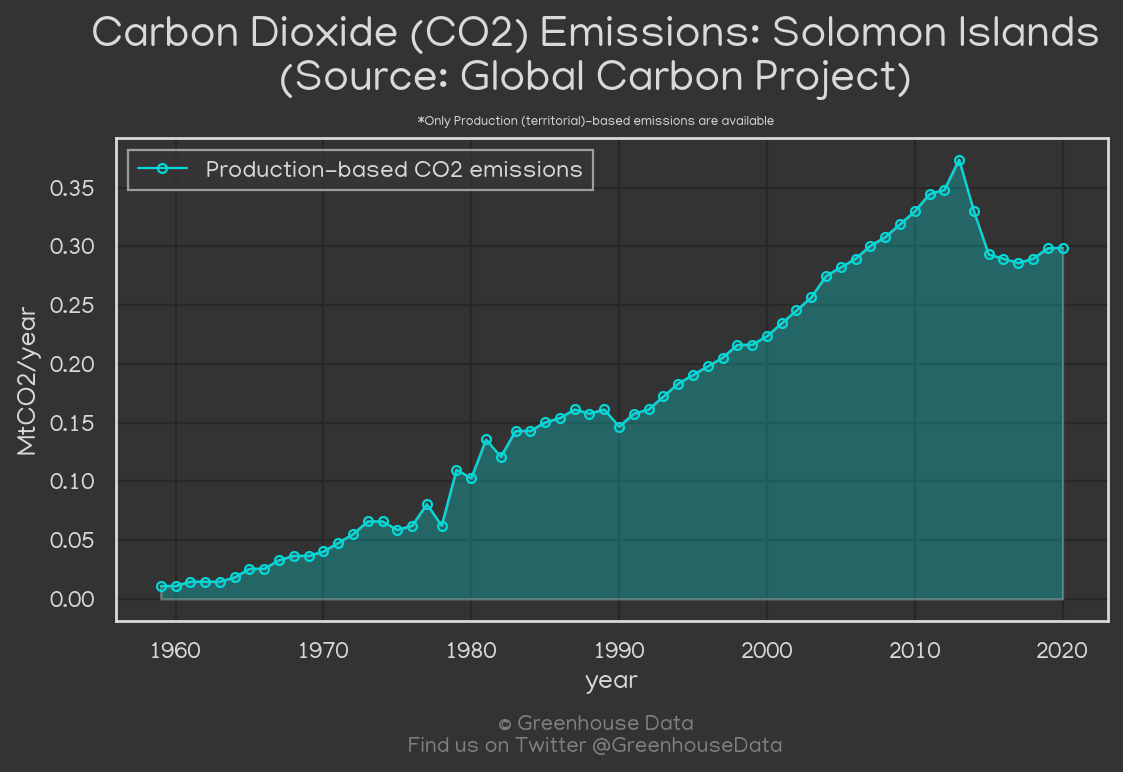 Carbon Dioxide (CO2) Emissions: Solomon Islands
(Source: Global Carbon Project)
*Only Production (territorial)-based emissions are available
Production-based CO2 emissions
MtCO2/year
0.35
0.30
0.25
0.20
0.15
0.10
0.05
0.00
1960 1970 1980 1990 2000 2010 2020
year
© Greenhouse Data
Find us on Twitter @GreenhouseData